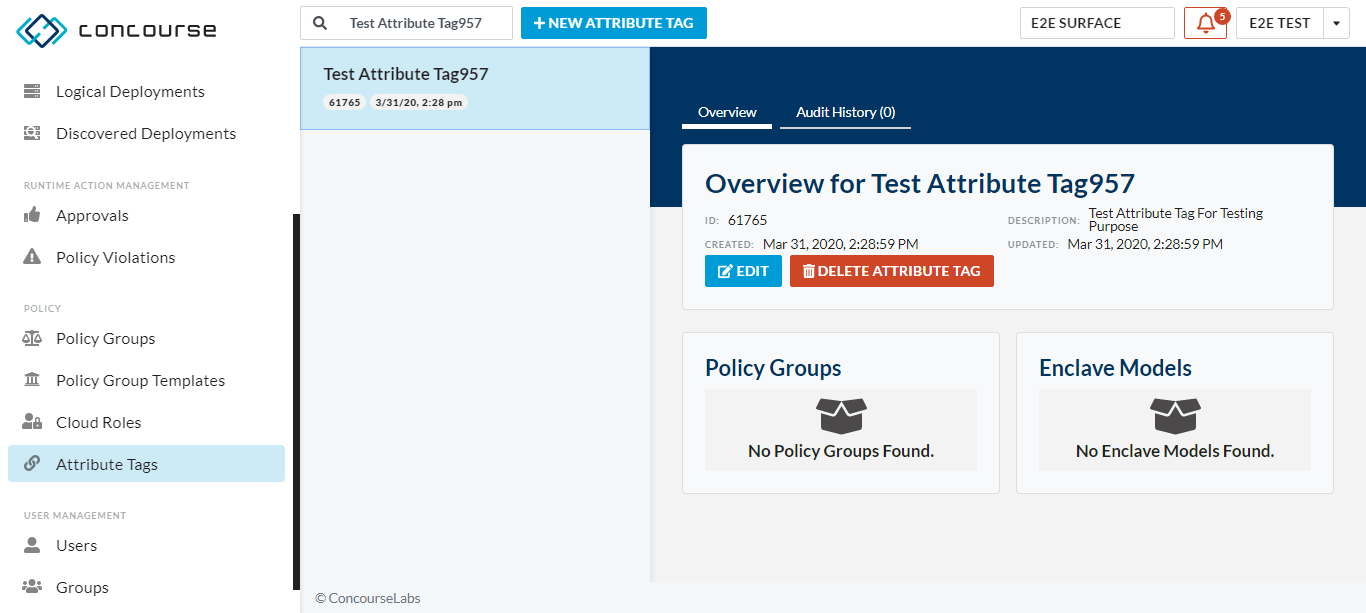 concourse
Test Attribute Tag957
NEW ATTRIBUTE TAG
E2E SURFACE
5
E2E TEST
Logical Deployments
Discovered Deployments
RUNTIME ACTION MANAGEMENT
Approvals
Policy Violations
POLICY
Policy Groups
Policy Group Templates
Cloud Roles
Attribute Tags
USER MANAGEMENT
Users
Groups
Test Attribute Tag957
61765 3/31/20, 2:28 pm
Overview Audit History (0)
Overview for Test Attribute Tag957
ID: 61765
DESCRIPTION: Test Attribute Tag For Testing
Purpose
CREATED: Mar 31, 2020, 2:28:59 PM
UPDATED: Mar 31, 2020, 2:28:59 PM
EDIT
DELETE ATTRIBUTE TAG
Policy Groups
No Policy Groups Found.
Enclave Models
No Enclave Models Found.
© ConcourseLabs